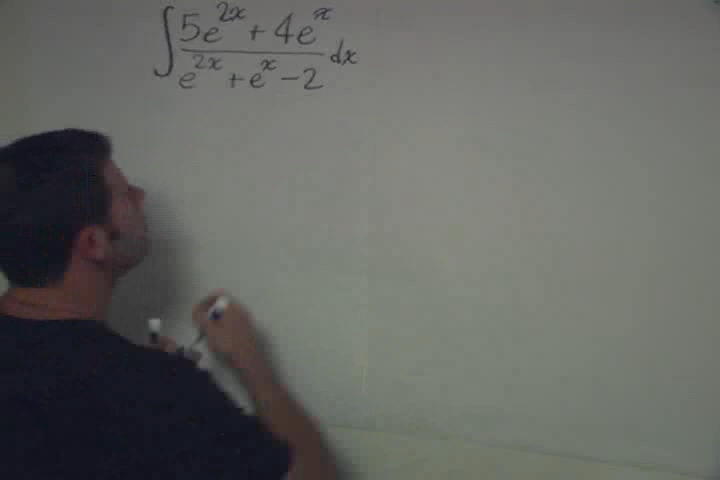 ∫ (5e^{2x} + 4e^x)/(e^{2x} + e^x - 2) dx